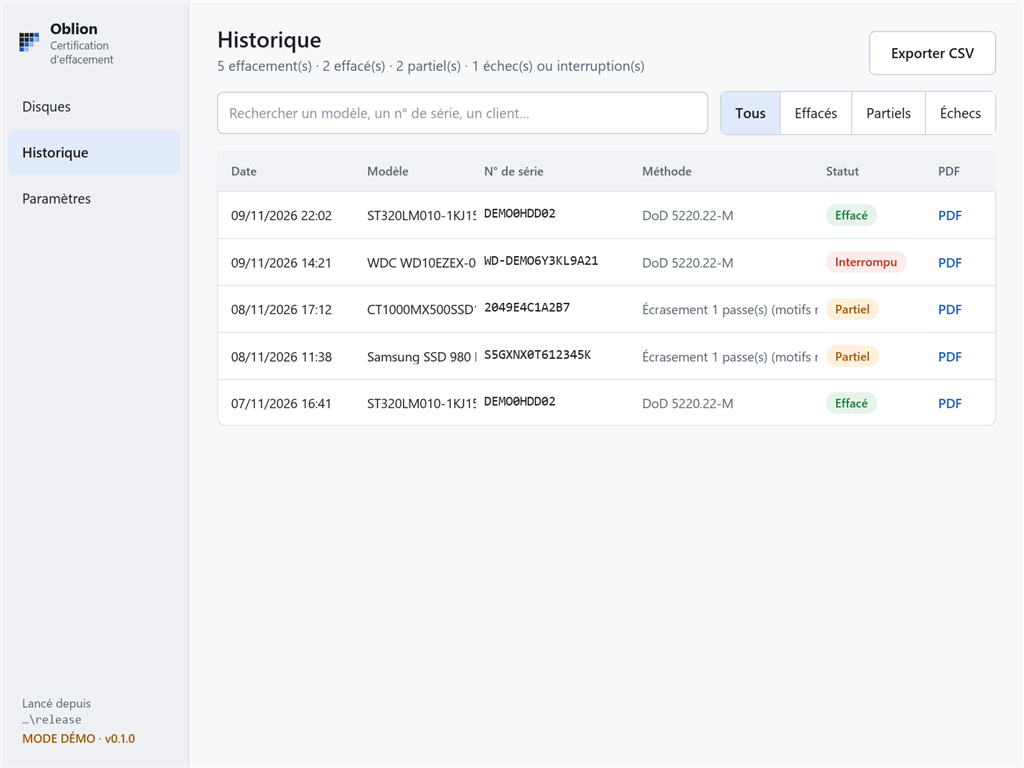 Oblion
Certification
d'effacement
Disques
Historique
Paramètres
Lancé depuis
…\release
MODE DÉMO · v0.1.0
Historique
5 effacement(s) · 2 effacé(s) · 2 partiel(s) · 1 échec(s) ou interruption(s)
Exporter CSV
Rechercher un modèle, un n° de série, un client…
Tous Effacés Partiels Échecs
Date Modèle N° de série Méthode Statut PDF
09/11/2026 22:02 ST320LM010-1KJ15 DEMO0HDD02 DoD 5220.22-M Effacé PDF
09/11/2026 14:21 WDC WD10EZEX-0 WD-DEMO6Y3KL9A21 DoD 5220.22-M Interrompu PDF
08/11/2026 17:12 CT1000MX500SSD 2049E4C1A2B7 Écrasement 1 passe(s) (motifs Partiel PDF
08/11/2026 11:38 Samsung SSD 980 S5GXNX0T612345K Écrasement 1 passe(s) (motifs Partiel PDF
07/11/2026 16:41 ST320LM010-1KJ15 DEMO0HDD02 DoD 5220.22-M Effacé PDF